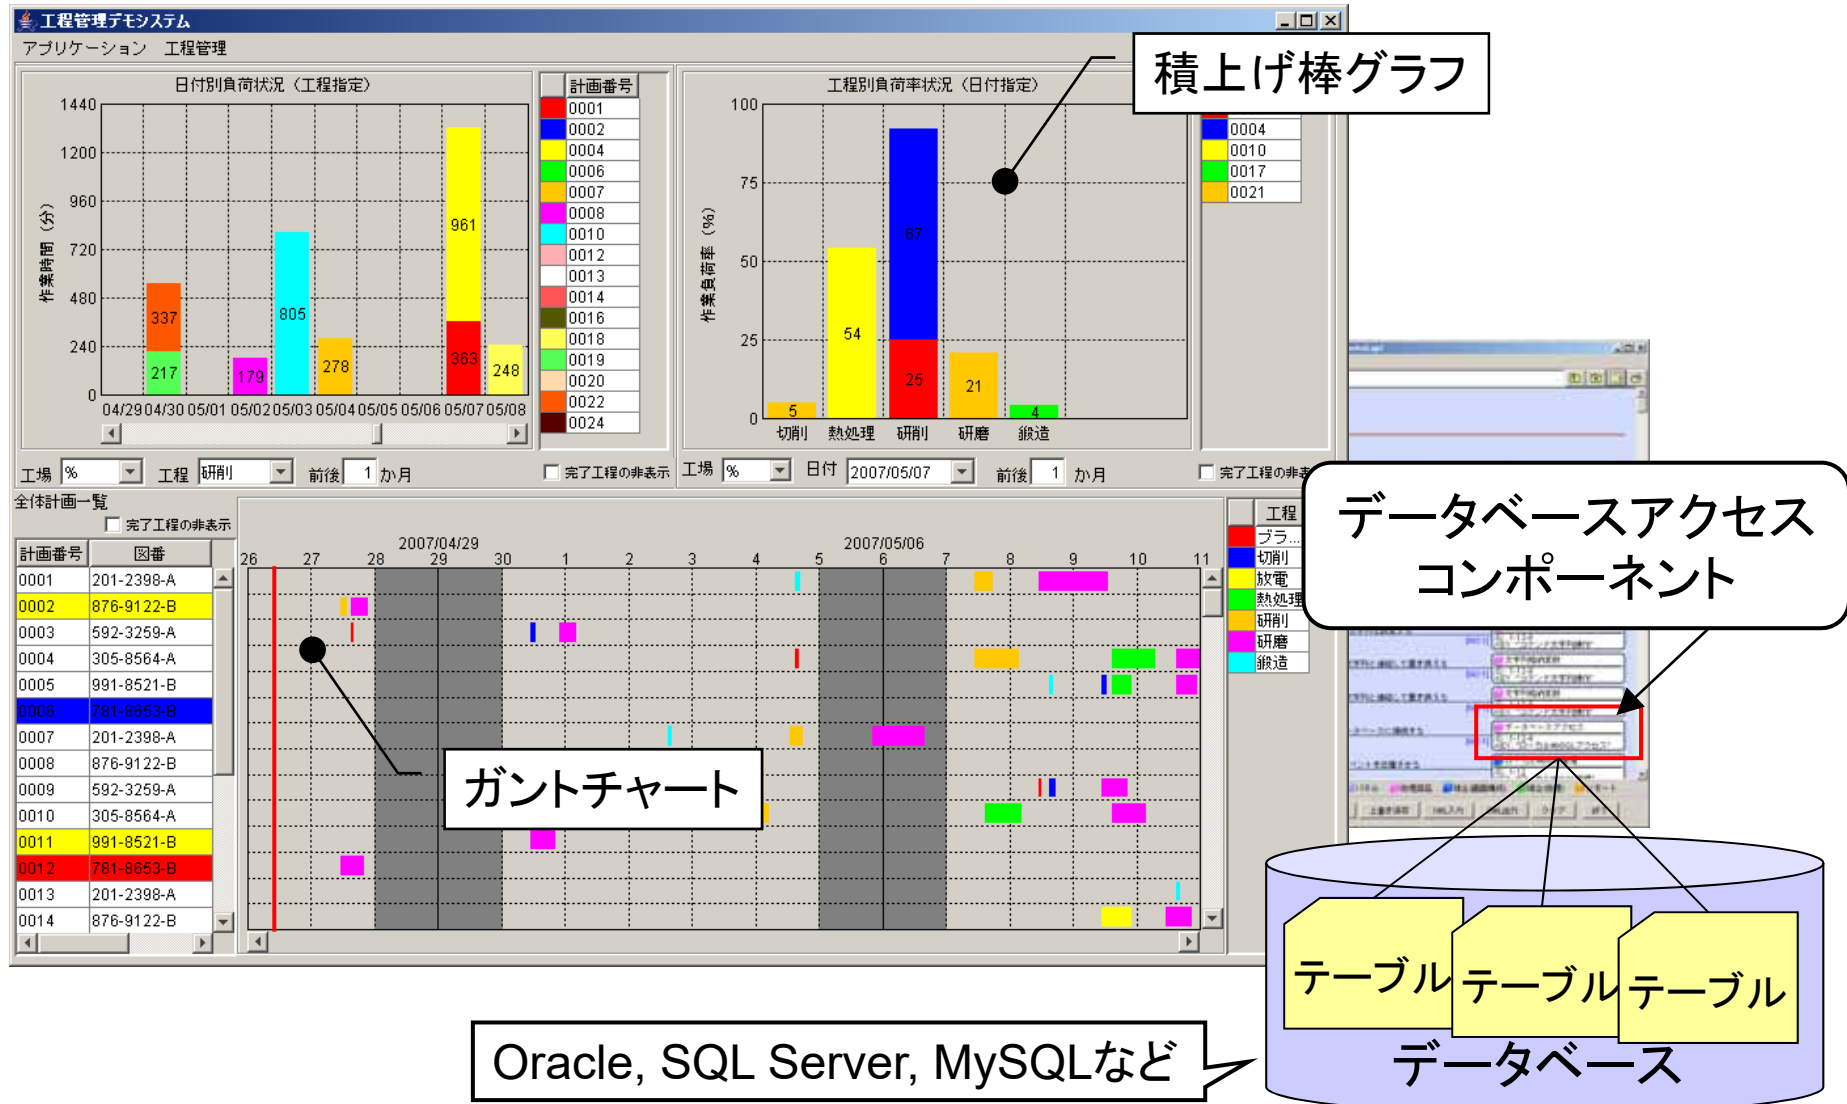 工程管理デモシステム
アプリケーション 工程管理
積上げ棒グラフ
日付別負荷状況（工程指定）
作業時間（分）
1440
1200
960
720
480
240
0
337
217
179
805
278
961
363
248
04/29 04/30 05/01 05/02 05/03 05/04 05/05 05/06 05/07 05/08
計画番号
0001
0002
0004
0006
0007
0008
0010
0012
0013
0014
0016
0018
0019
0020
0022
0024
工場 % 工程 研削 前後 1 か月
完了工程の非表示
工程別負荷率状況（日付指定）
作業負荷率（%）
100
75
50
25
0
5
54
67
25
21
4
切削 熱処理 研削 研磨 鍛造
0004
0010
0017
0021
工場 % 日付 2007/05/07 前後 1 か月
完了工程の非表
全体計画一覧
完了工程の非表示
計画番号 図番
0001 201-2398-A
0002 876-9122-B
0003 592-3259-A
0004 305-8564-A
0005 991-8521-B
0006 781-8653-B
0007 201-2398-A
0008 876-9122-B
0009 592-3259-A
0010 305-8564-A
0011 991-8521-B
0012 781-8653-B
0013 201-2398-A
0014 876-9122-B
2007/04/29 2007/05/06
26 27 28 29 30 1 2 3 4 5 6 7 8 9 10 11
ガントチャート
工程
ブラ...
切削
放電
熱処理
研削
研磨
鍛造
データベースアクセス
コンポーネント
データベースアクセス
テーブル
テーブル
テーブル
データベース
Oracle, SQL Server, MySQLなど